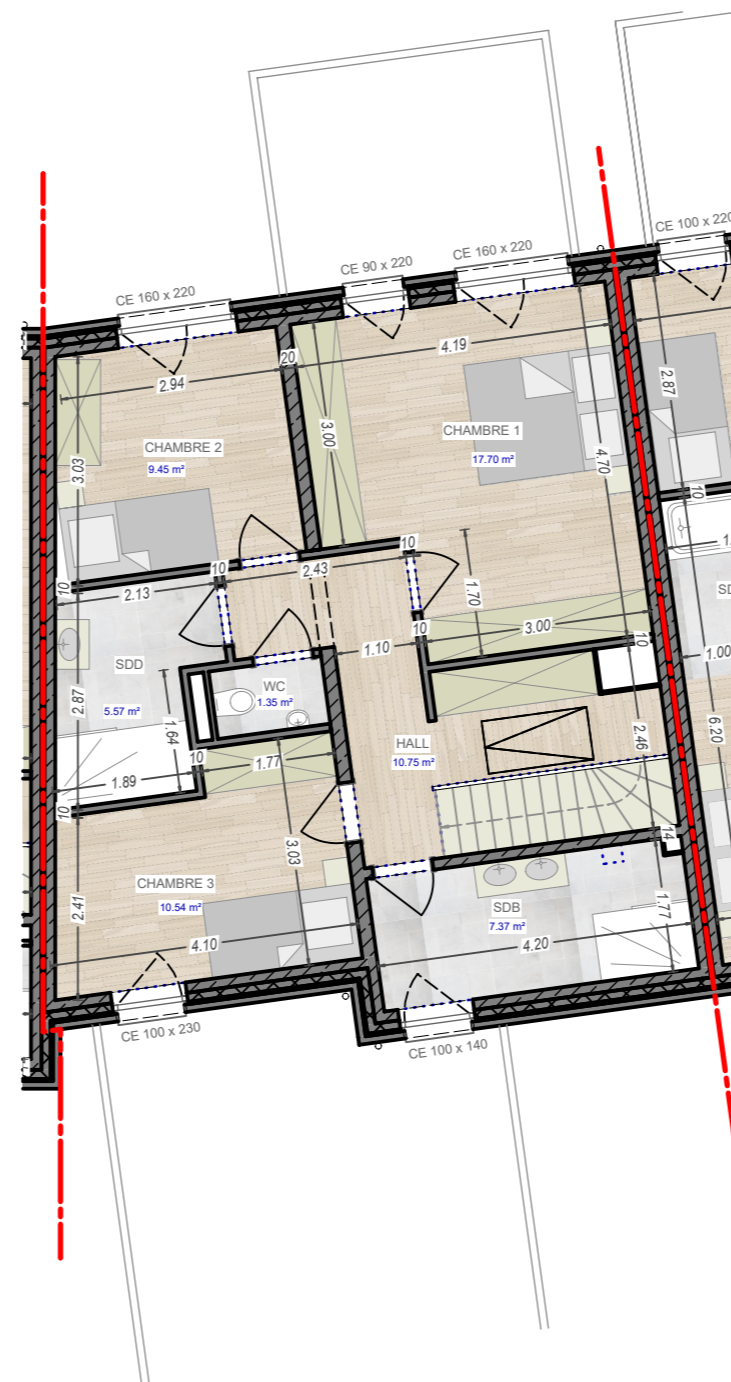 CE 100 x 220
CE 160 x 220
CE 90 x 220
CE 160 x 220
20
4.19
2.94
2.87
3.00
CHAMBRE 1
17.70 m²
CHAMBRE 2
9.45 m²
3.03
4.70
10
10
10
2.43
1.70
10
2.13
10
3.00
1.10
10
SDD
5.57 m²
WC
1.35 m²
1.00
2.87
1.64
6.20
HALL
10.75 m²
2.46
10
1.77
1.89
10
14
3.03
1.77
CHAMBRE 3
10.54 m²
2.41
SDB
7.37 m²
4.10
4.20
CE 100 x 230
CE 100 x 140